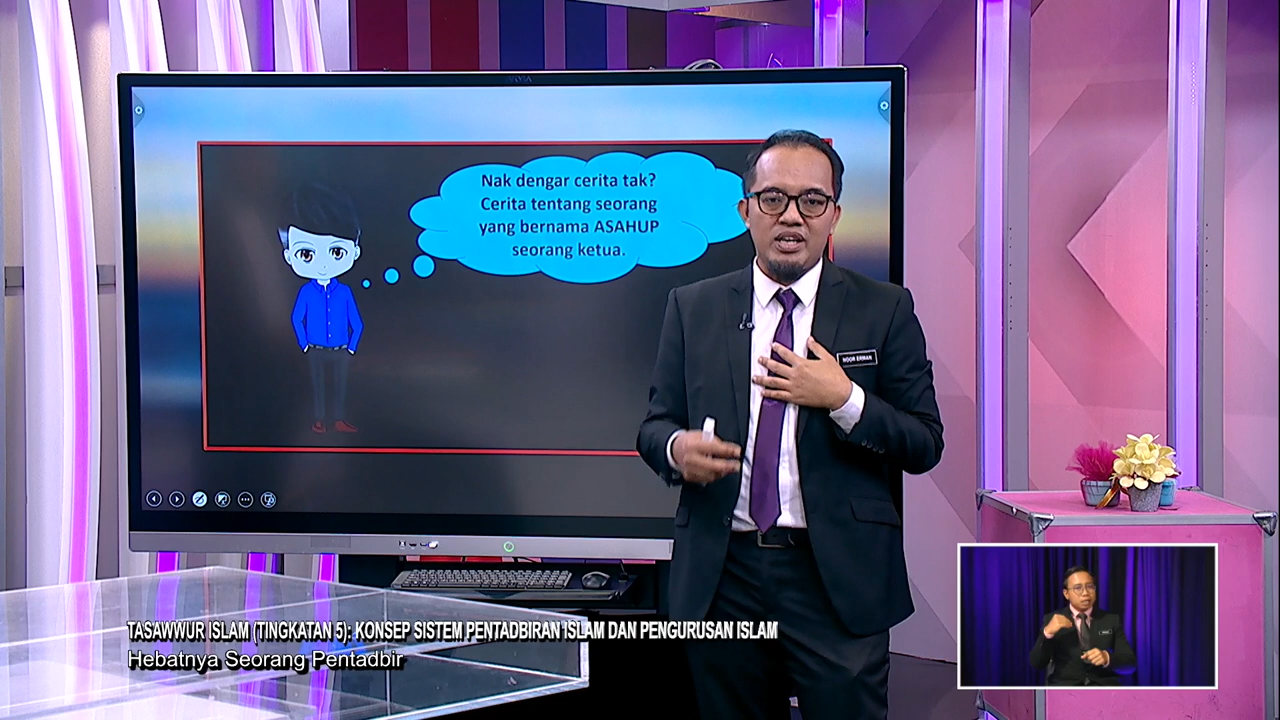 Nak dengar cerita tak?
Cerita tentang seorang
yang bernama ASAHUP
seorang ketua.
NOOR ERMAN
TASAWWUR ISLAM (TINGKATAN 5): KONSEP SISTEM PENTADBIRAN ISLAM DAN PENGURUSAN ISLAM
Hebatnya Seorang Pentadbir